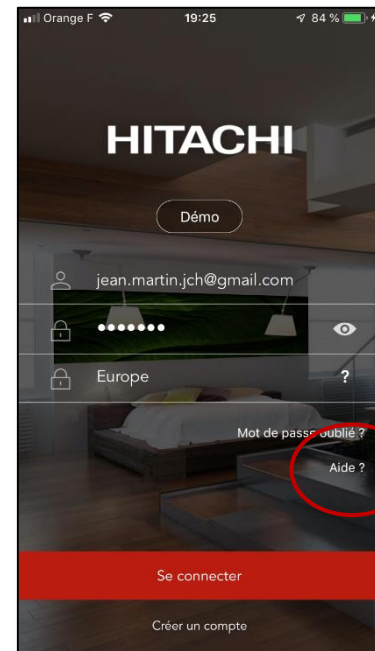 Orange F 19:25 84 %
HITACHI
Démo
jean.martin.jch@gmail.com
•••••••
Europe ?
Mot de passe oublié ?
Aide ?
Se connecter
Créer un compte